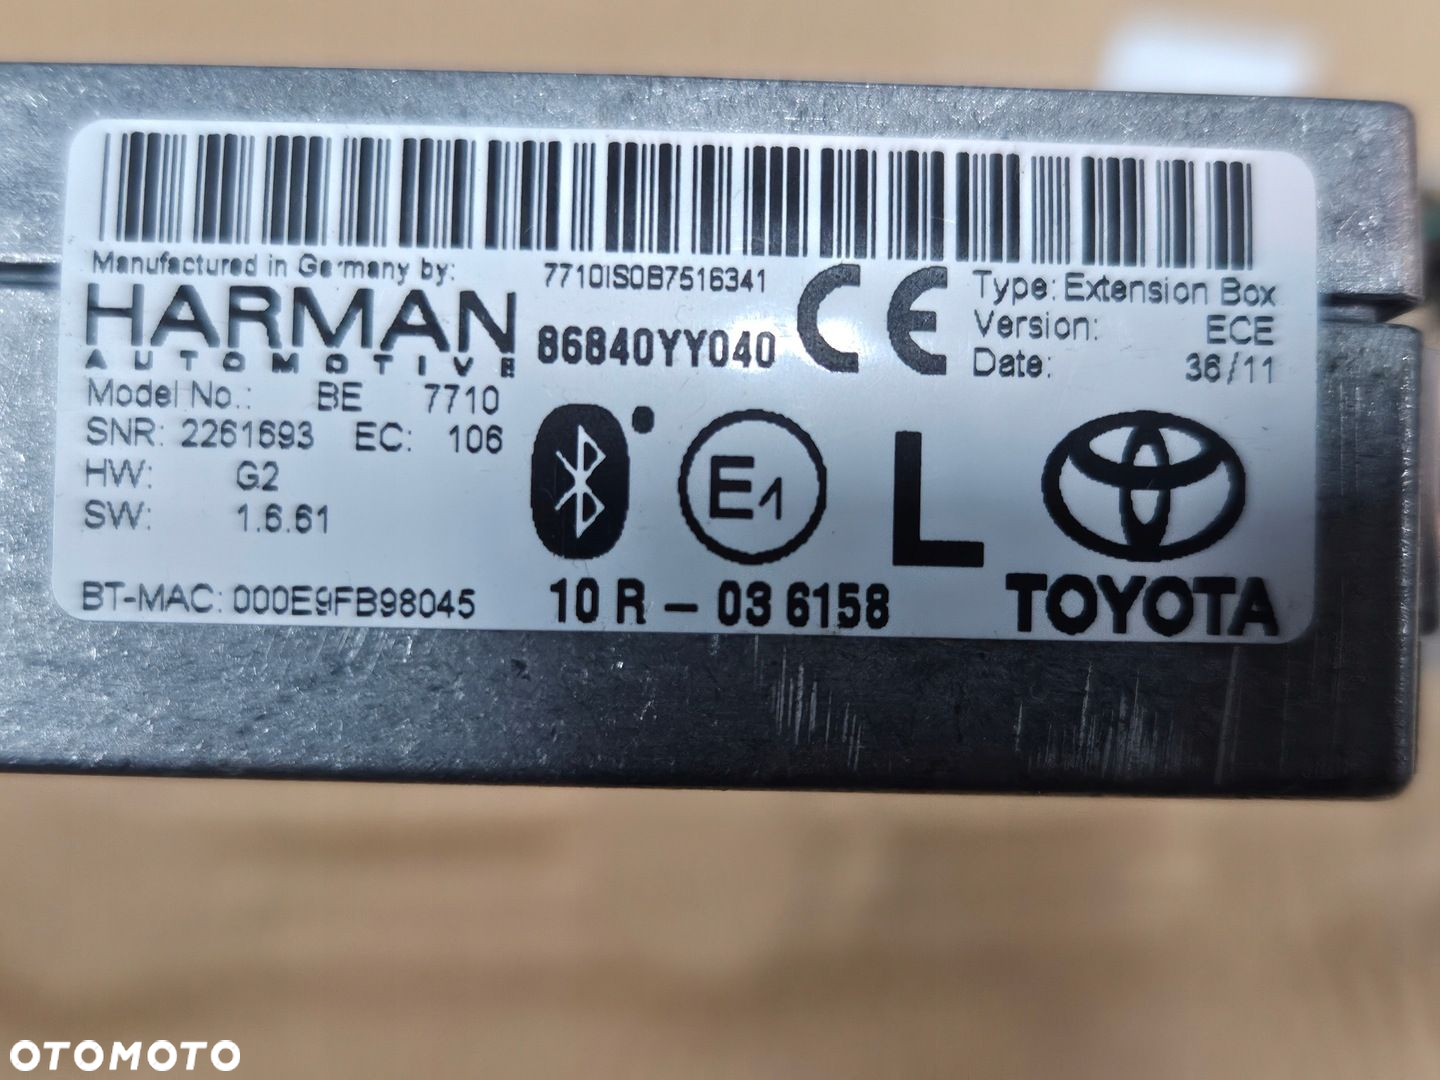 Manufactured in Germany by:
HARMAN
AUTOMOTIVE
7710IS0B7516341
86840YY040
CE
Type: Extension Box
Version: ECE
Date: 36/11
Model No.: BE 7710
SNR: 2261693 EC: 106
HW: G2
SW: 1.6.61
E1
L
BT-MAC: 000E9FB98045
10 R - 03 6158
TOYOTA
OTOMOTO